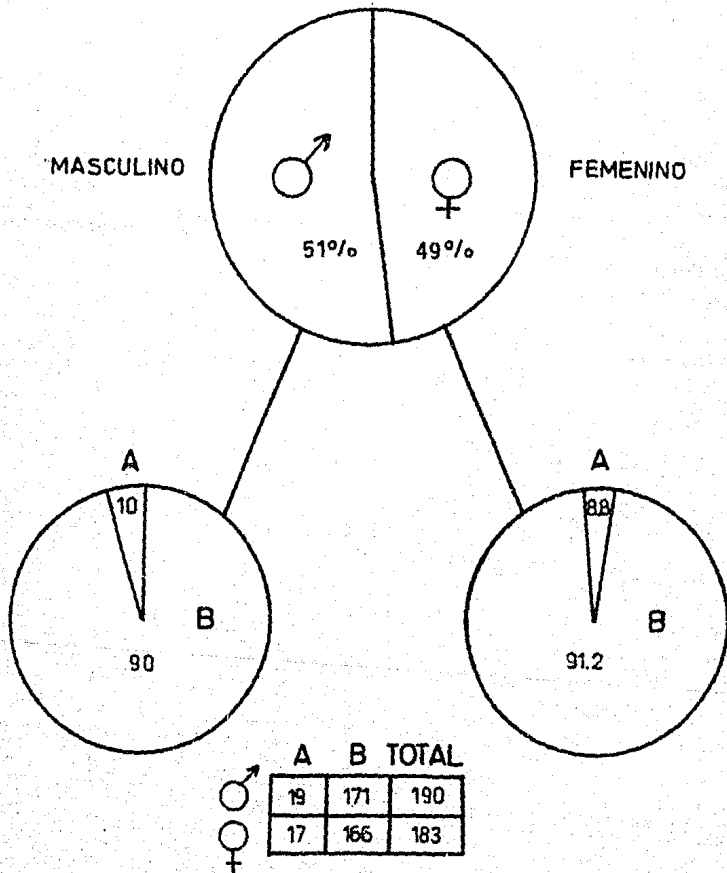 MASCULINO FEMENINO
51% 49%
A A
10 8.8
B B
90 91.2
A B TOTAL
19 171 190
17 166 183